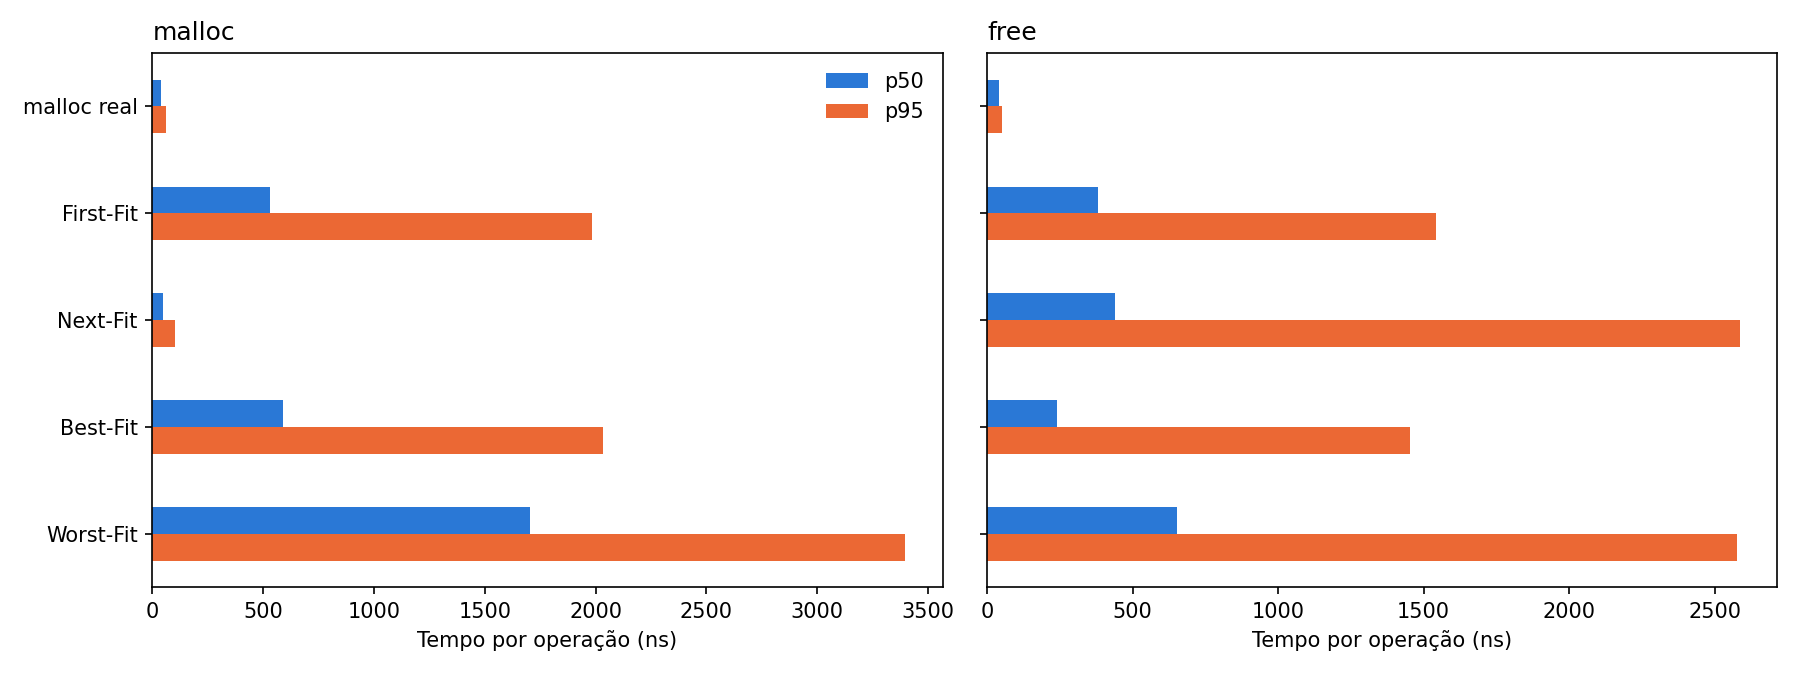 malloc
p50
p95
malloc real
First-Fit
Next-Fit
Best-Fit
Worst-Fit
0 500 1000 1500 2000 2500 3000 3500
Tempo por operação (ns)
free
0 500 1000 1500 2000 2500
Tempo por operação (ns)